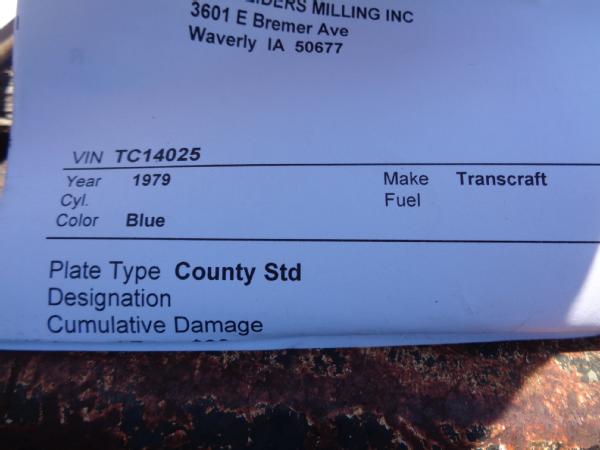 MILLING INC
3601 E Bremer Ave
Waverly IA 50677
VIN TC14025
Year 1979 Make Transcraft
Cyl. Fuel
Color Blue
Plate Type County Std
Designation
Cumulative Damage